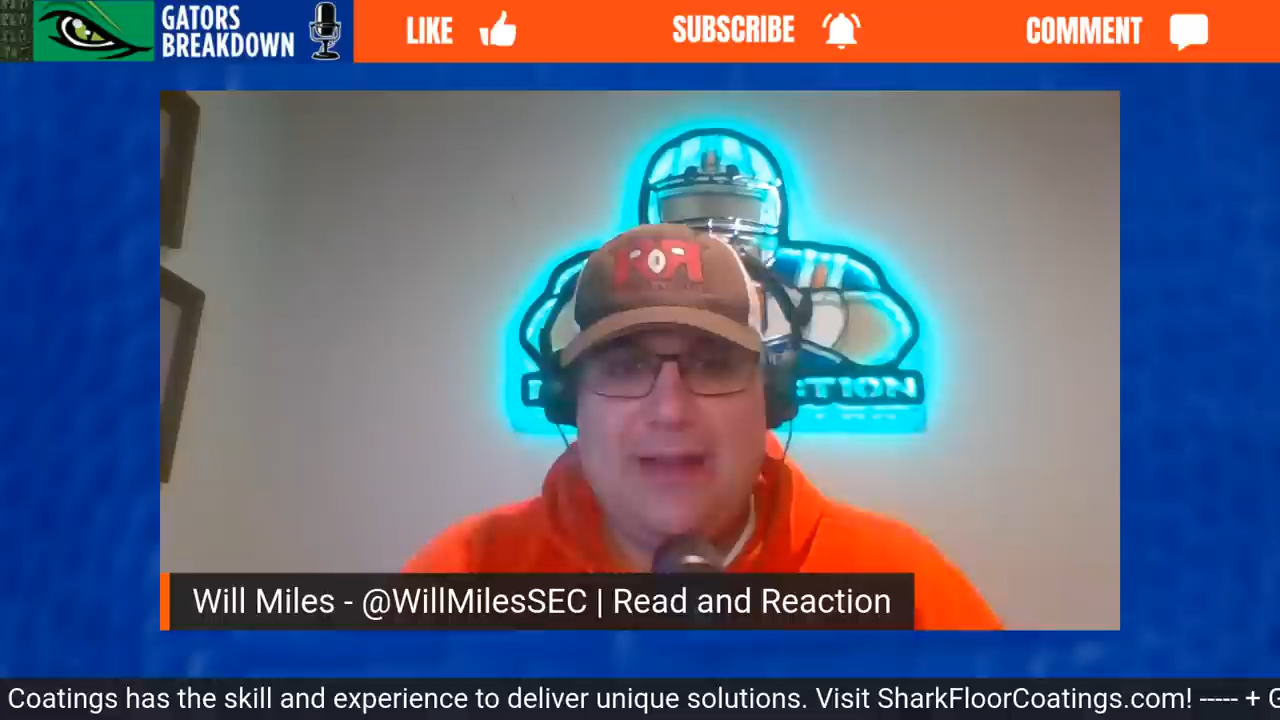 GATORS
BREAKDOWN
LIKE
SUBSCRIBE
COMMENT
Will Miles - @WillMilesSEC | Read and Reaction
Coatings has the skill and experience to deliver unique solutions. Visit SharkFloorCoatings.com! ----- + G